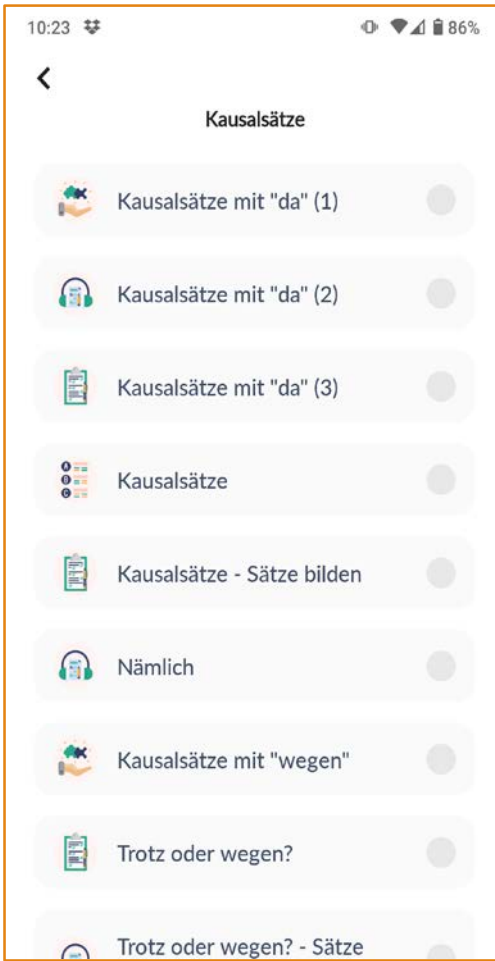 10:23 86%
Kausalsätze
Kausalsätze mit "da" (1)
Kausalsätze mit "da" (2)
Kausalsätze mit "da" (3)
A
B
C
Kausalsätze
Kausalsätze - Sätze bilden
Nämlich
Kausalsätze mit "wegen"
Trotz oder wegen?
Trotz oder wegen? - Sätze